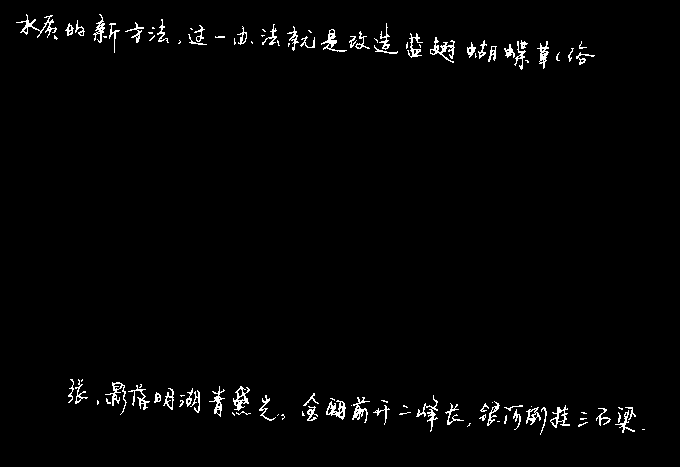 水质的新方法,这一办法就是改造蓝翅蝴蝶草(俗
张,影落明湖青黛光。金阙前开二峰长,银河倒挂三石梁.